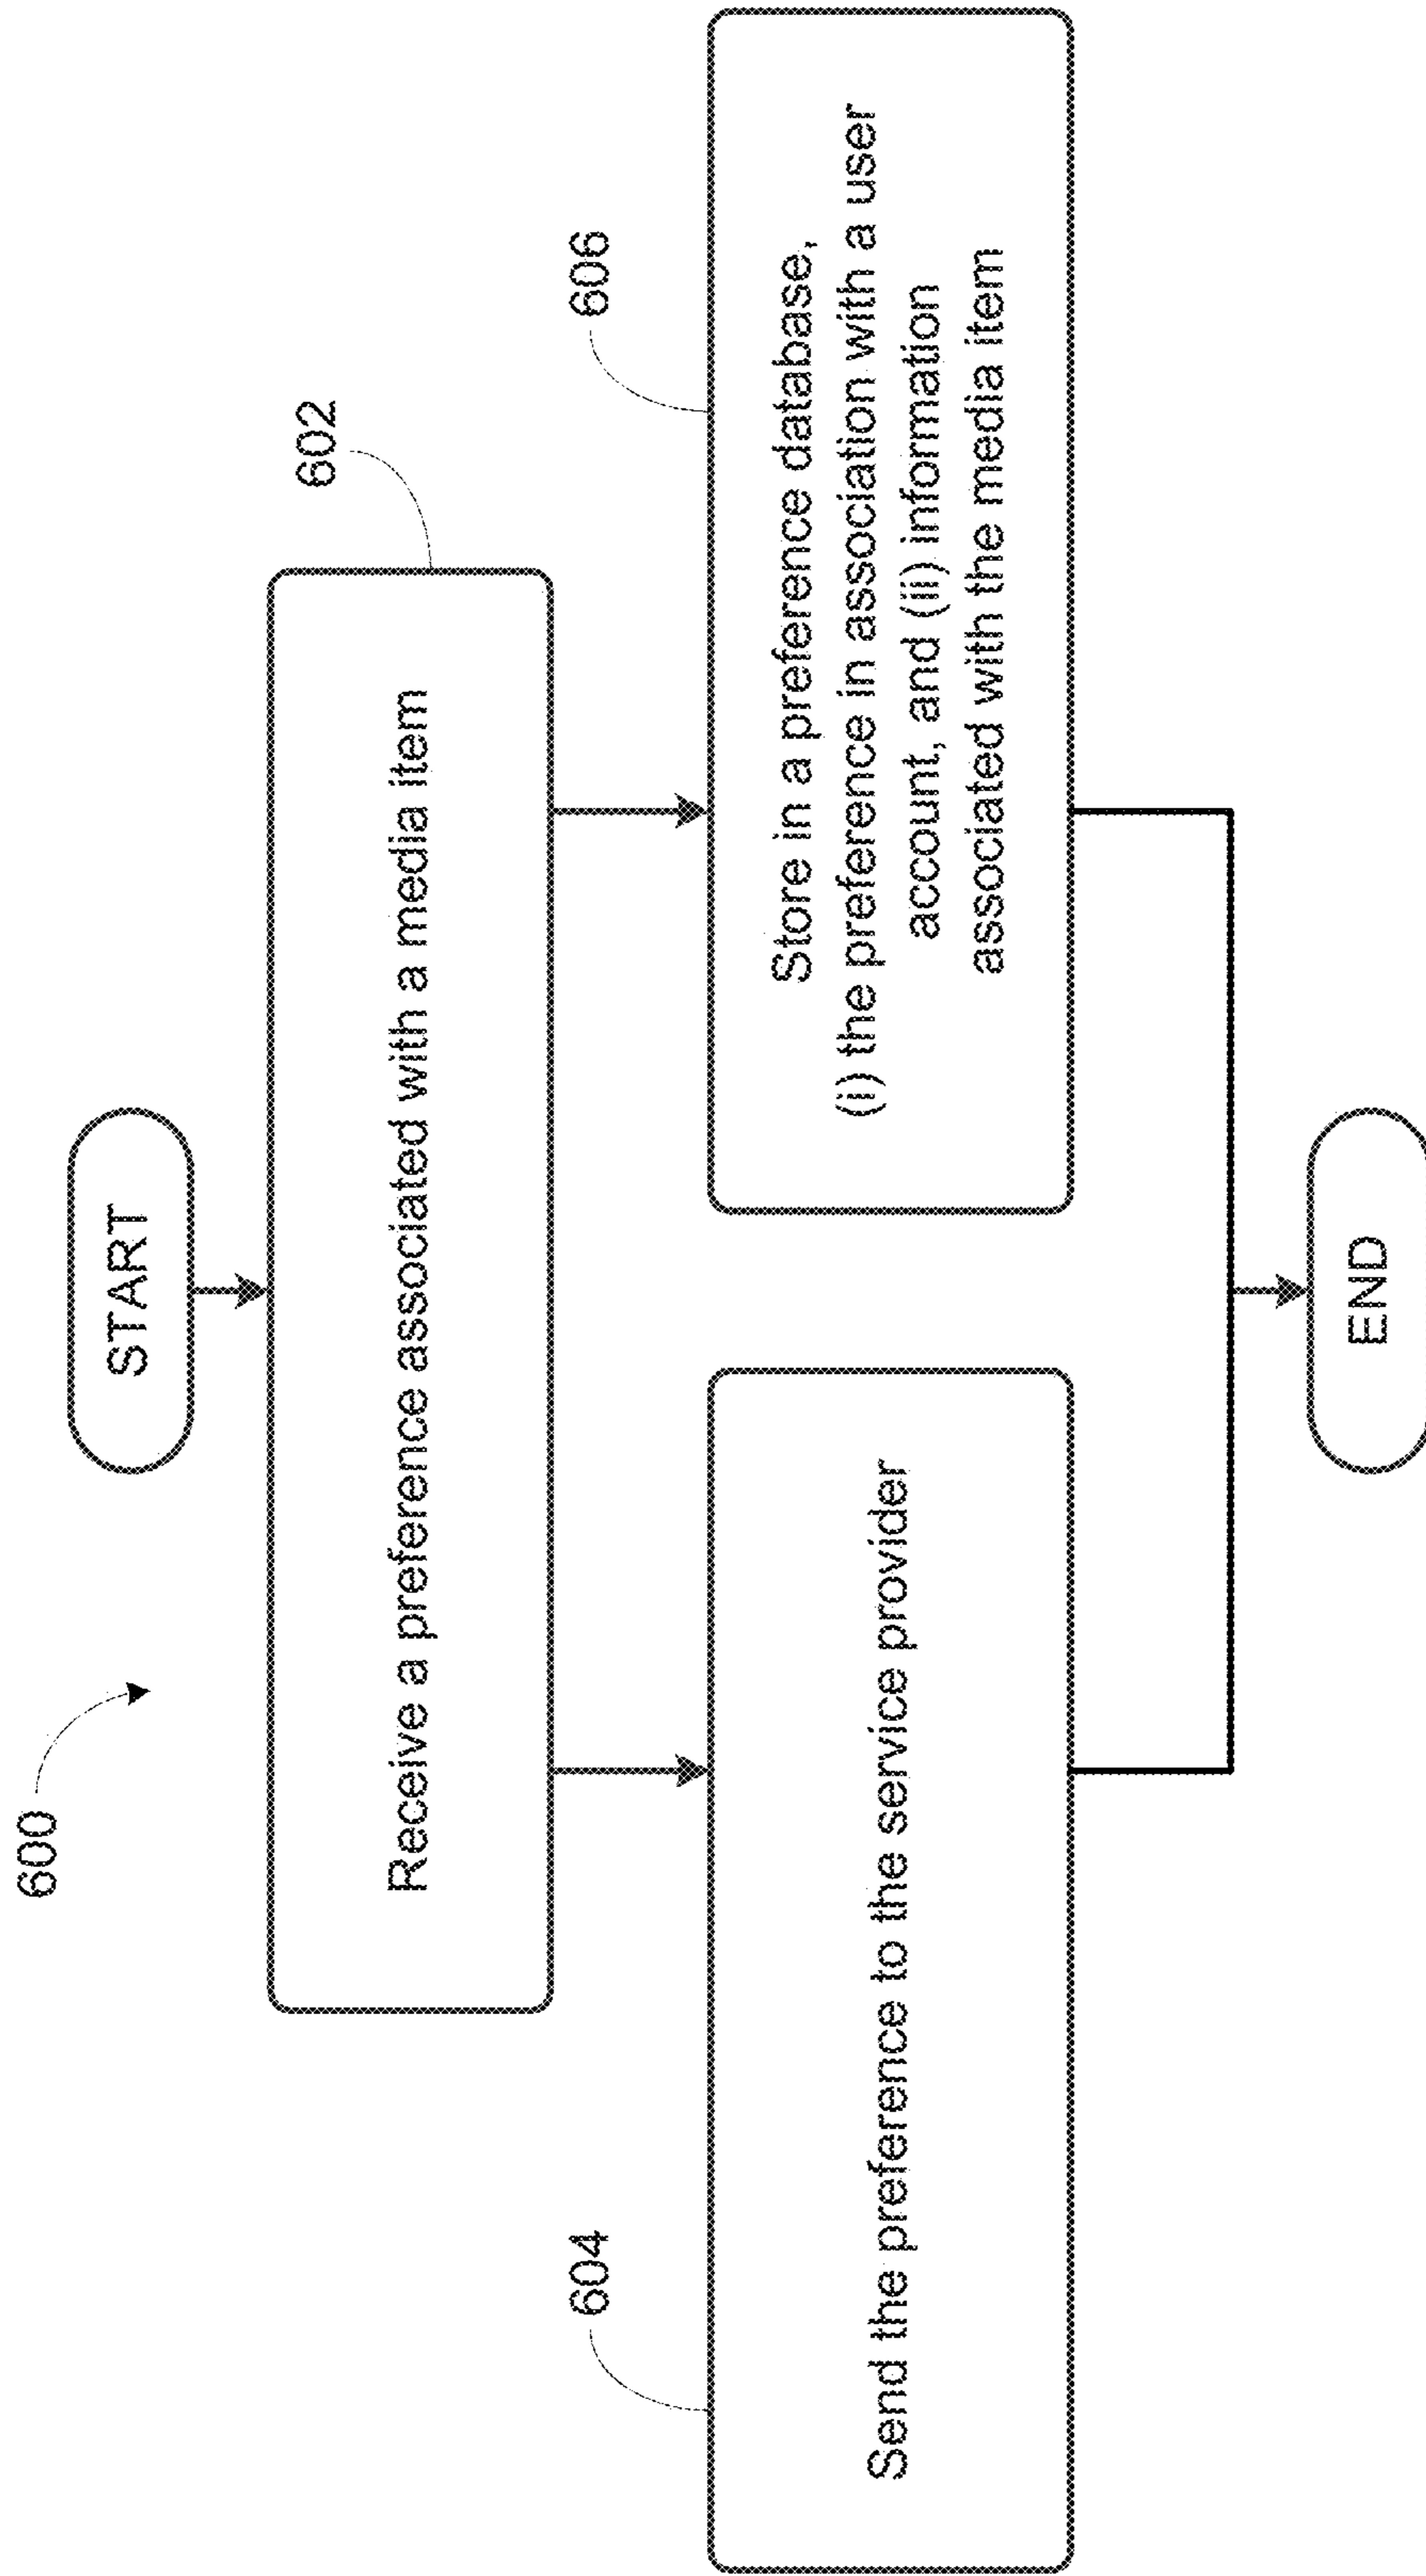 600
START
602
Receive a preference associated with a media item
604
Send the preference to the service provider
606
Store in a preference database,
(i) the preference in association with a user
account, and (ii) information
associated with the media item
END